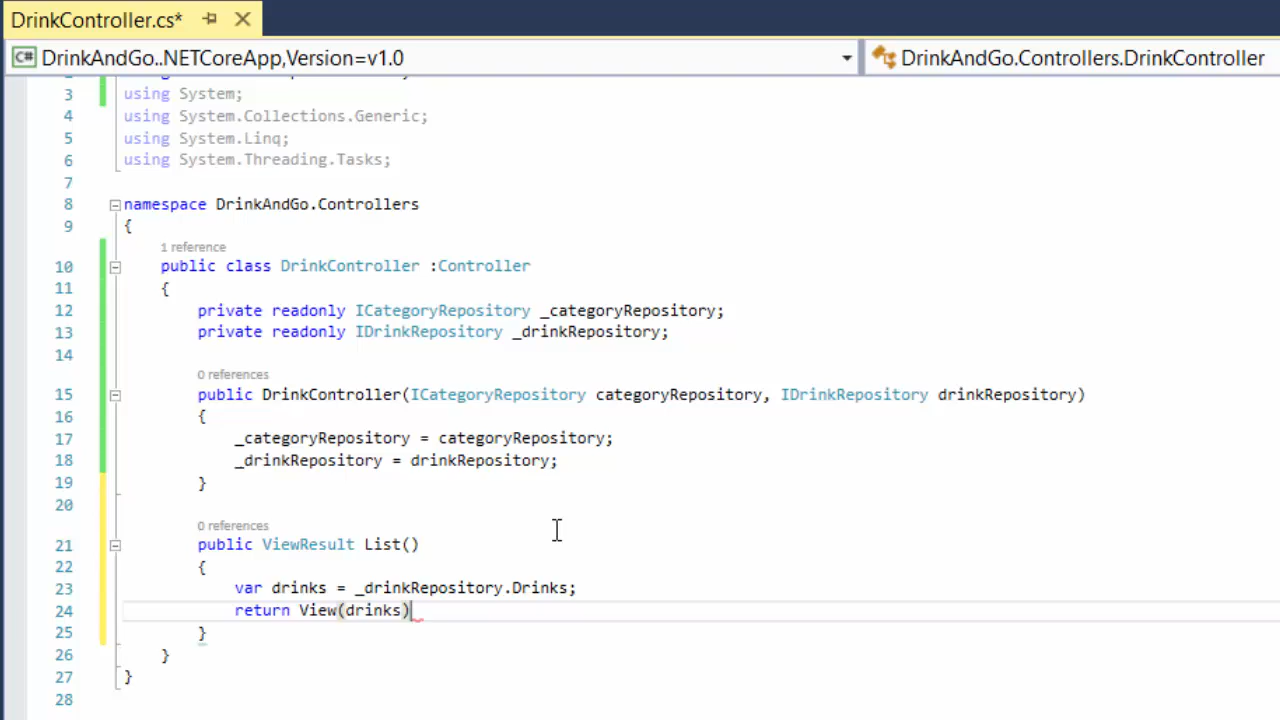 DrinkController.cs*
DrinkAndGo..NETCoreApp,Version=v1.0
DrinkAndGo.Controllers.DrinkController
3 using System;
4 using System.Collections.Generic;
5 using System.Linq;
6 using System.Threading.Tasks;
7
8 namespace DrinkAndGo.Controllers
9 {
1 reference
10 public class DrinkController :Controller
11 {
12 private readonly ICategoryRepository _categoryRepository;
13 private readonly IDrinkRepository _drinkRepository;
14
0 references
15 public DrinkController(ICategoryRepository categoryRepository, IDrinkRepository drinkRepository)
16 {
17 _categoryRepository = categoryRepository;
18 _drinkRepository = drinkRepository;
19 }
20
0 references
21 public ViewResult List()
22 {
23 var drinks = _drinkRepository.Drinks;
24 return View(drinks)
25 }
26 }
27 }
28